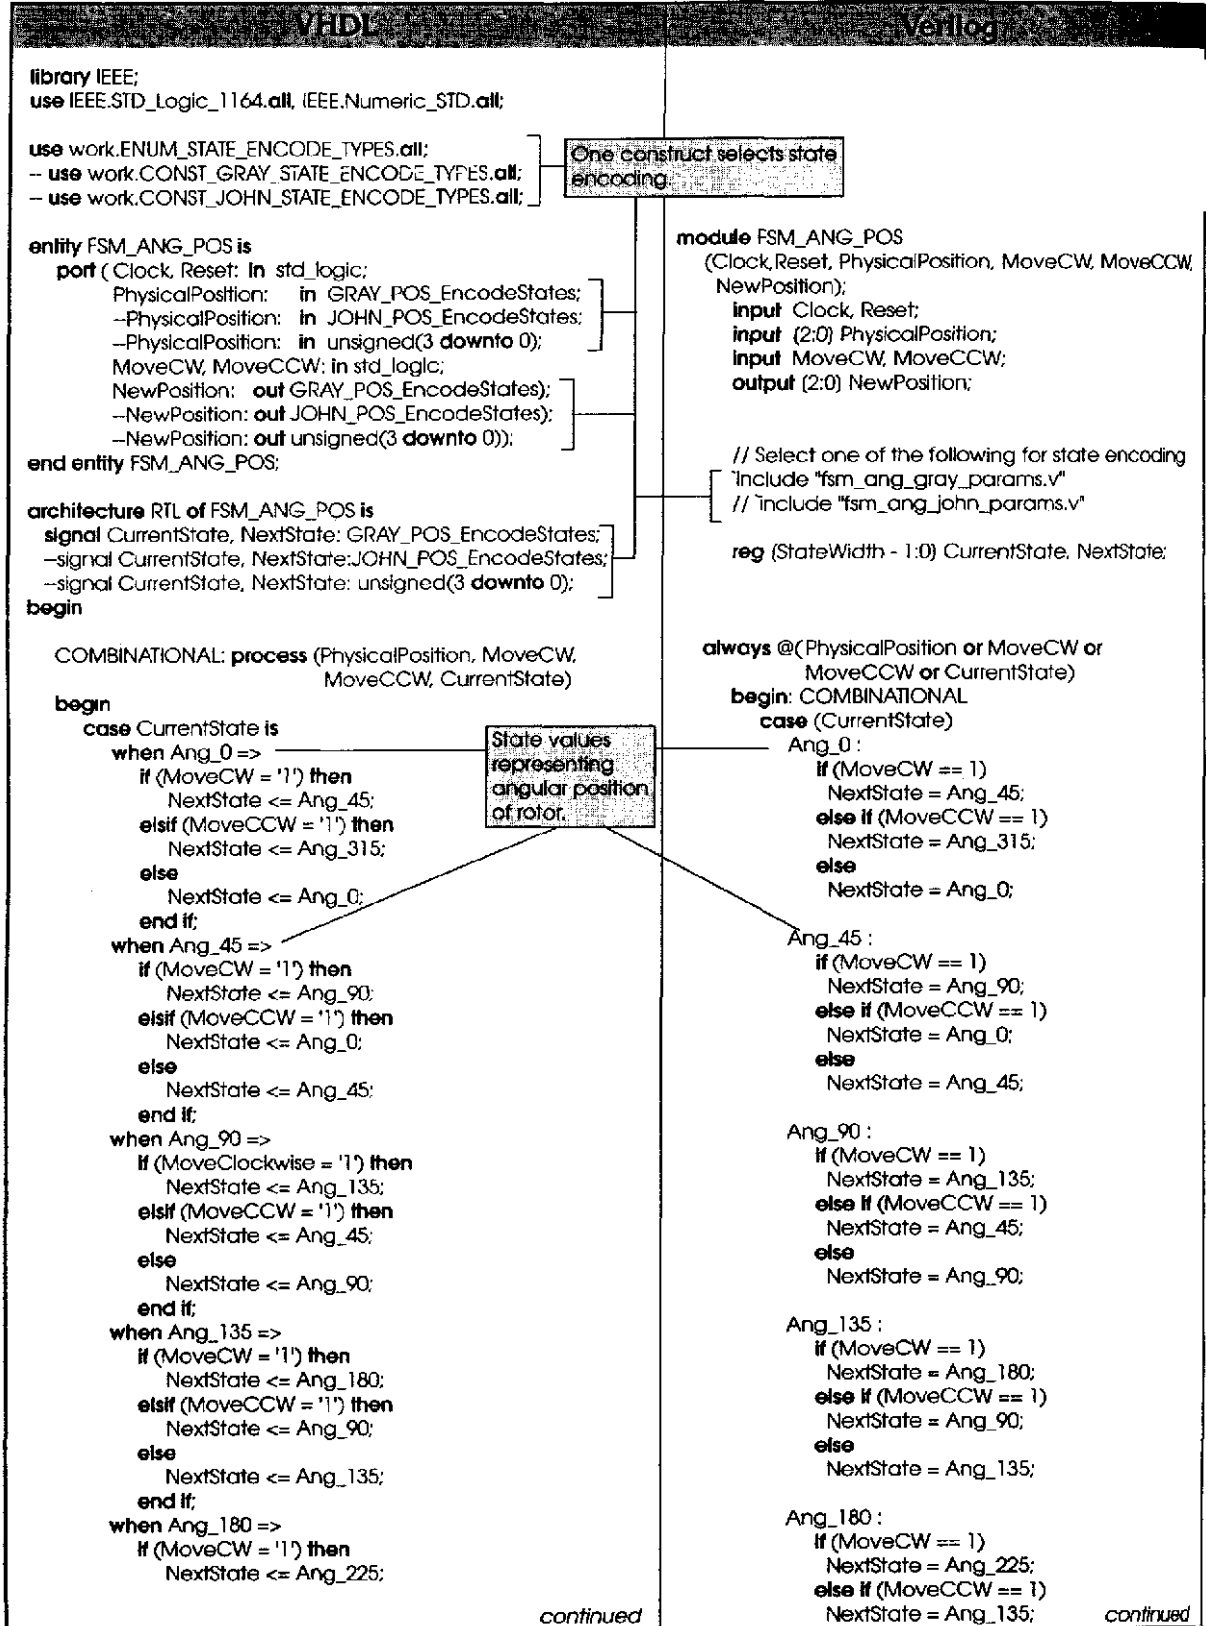 VHDL
library IEEE;
use IEEE.STD_Logic_1164.all, IEEE.Numeric_STD.all;
use work.ENUM_STATE_ENCODE_TYPES.all;
-- use work.CONST_GRAY_STATE_ENCODE_TYPES.all;
-- use work.CONST_JOHN_STATE_ENCODE_TYPES.all;
One construct selects state
encoding.
entity FSM_ANG_POS is
port ( Clock, Reset: in std_logic;
PhysicalPosition: in GRAY_POS_EncodeStates;
--PhysicalPosition: in JOHN_POS_EncodeStates;
--PhysicalPosition: in unsigned(3 downto 0);
MoveCW, MoveCCW: in std_logic;
NewPosition: out GRAY_POS_EncodeStates);
--NewPosition: out JOHN_POS_EncodeStates);
--NewPosition: out unsigned(3 downto 0));
end entity FSM_ANG_POS;
architecture RTL of FSM_ANG_POS is
signal CurrentState, NextState: GRAY_POS_EncodeStates;
--signal CurrentState, NextState:JOHN_POS_EncodeStates;
--signal CurrentState, NextState: unsigned(3 downto 0);
begin
COMBINATIONAL: process (PhysicalPosition, MoveCW,
MoveCCW, CurrentState)
begin
case CurrentState is
when Ang_0 =>
if (MoveCW = '1') then
NextState <= Ang_45;
elsif (MoveCCW = '1') then
NextState <= Ang_315;
else
NextState <= Ang_0;
end if;
when Ang_45 =>
if (MoveCW = '1') then
NextState <= Ang_90;
elsif (MoveCCW = '1') then
NextState <= Ang_0;
else
NextState <= Ang_45;
end if;
when Ang_90 =>
if (MoveClockwise = '1') then
NextState <= Ang_135;
elsif (MoveCCW = '1') then
NextState <= Ang_45;
else
NextState <= Ang_90;
end if;
when Ang_135 =>
if (MoveCW = '1') then
NextState <= Ang_180;
elsif (MoveCCW = '1') then
NextState <= Ang_90;
else
NextState <= Ang_135;
end if;
when Ang_180 =>
if (MoveCW = '1') then
NextState <= Ang_225;
continued
State values
representing
angular position
of rotor.
Verilog
module FSM_ANG_POS
(Clock,Reset, PhysicalPosition, MoveCW, MoveCCW,
NewPosition);
input Clock, Reset;
input (2:0) PhysicalPosition;
input MoveCW, MoveCCW;
output (2:0) NewPosition;
// Select one of the following for state encoding
`include "fsm_ang_gray_params.v"
// `include "fsm_ang_john_params.v"
reg (StateWidth - 1:0) CurrentState, NextState;
always @(PhysicalPosition or MoveCW or
MoveCCW or CurrentState)
begin: COMBINATIONAL
case (CurrentState)
Ang_0 :
if (MoveCW == 1)
NextState = Ang_45;
else if (MoveCCW == 1)
NextState = Ang_315;
else
NextState = Ang_0;
Ang_45 :
if (MoveCW == 1)
NextState = Ang_90;
else if (MoveCCW == 1)
NextState = Ang_0;
else
NextState = Ang_45;
Ang_90 :
if (MoveCW == 1)
NextState = Ang_135;
else if (MoveCCW == 1)
NextState = Ang_45;
else
NextState = Ang_90;
Ang_135 :
if (MoveCW == 1)
NextState = Ang_180;
else if (MoveCCW == 1)
NextState = Ang_90;
else
NextState = Ang_135;
Ang_180 :
if (MoveCW == 1)
NextState = Ang_225;
else if (MoveCCW == 1)
NextState = Ang_135;
continued